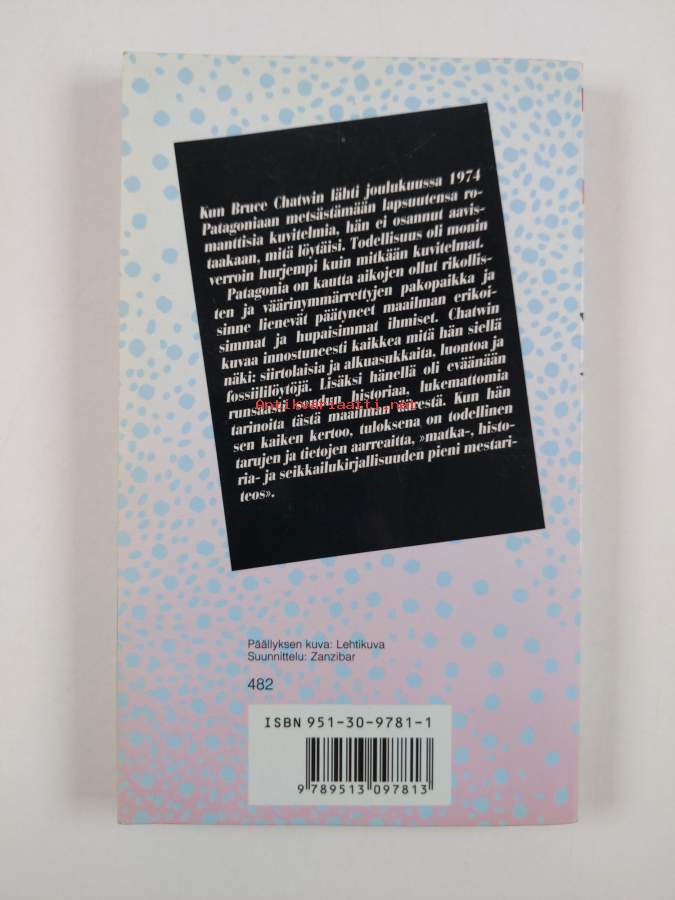 Kun Bruce Chatwin lähti joulukuussa 1974
Patagoniaan metsästämään lapsuutensa ro-
manttisia kuvitelmia, hän ei osannut aavis-
taakaan, mitä löytäisi. Todellisuus oli monin
verroin hurjempi kuin mitkään kuvitelmat.
Patagonia on kautta aikojen ollut rikollis-
ten ja väärinymmärrettyjen pakopaikka ja
sinne lienevät päätyneet maailman erikoi-
simmat ja hupaisimmat ihmiset. Chatwin
kuvaa innostuneesti kaikkea mitä hän siellä
näki: siirtolaisia ja alkuasukkaita, luontoa ja
fossiililöytöjä. Lisäksi hänellä oli eväänään
runsaasti seudun historiaa, lukemattomia
tarinoita tästä maailman äärestä. Kun hän
sen kaiken kertoo, tuloksena on todellinen
tarujen ja tietojen aarreaitta, »matka-, histo-
ria- ja seikkailukirjallisuuden pieni mestari-
teos».
Antikvariaatti.net
Päällyksen kuva: Lehtikuva
Suunnittelu: Zanzibar
482
ISBN 951-30-9781-1
9 789513 097813